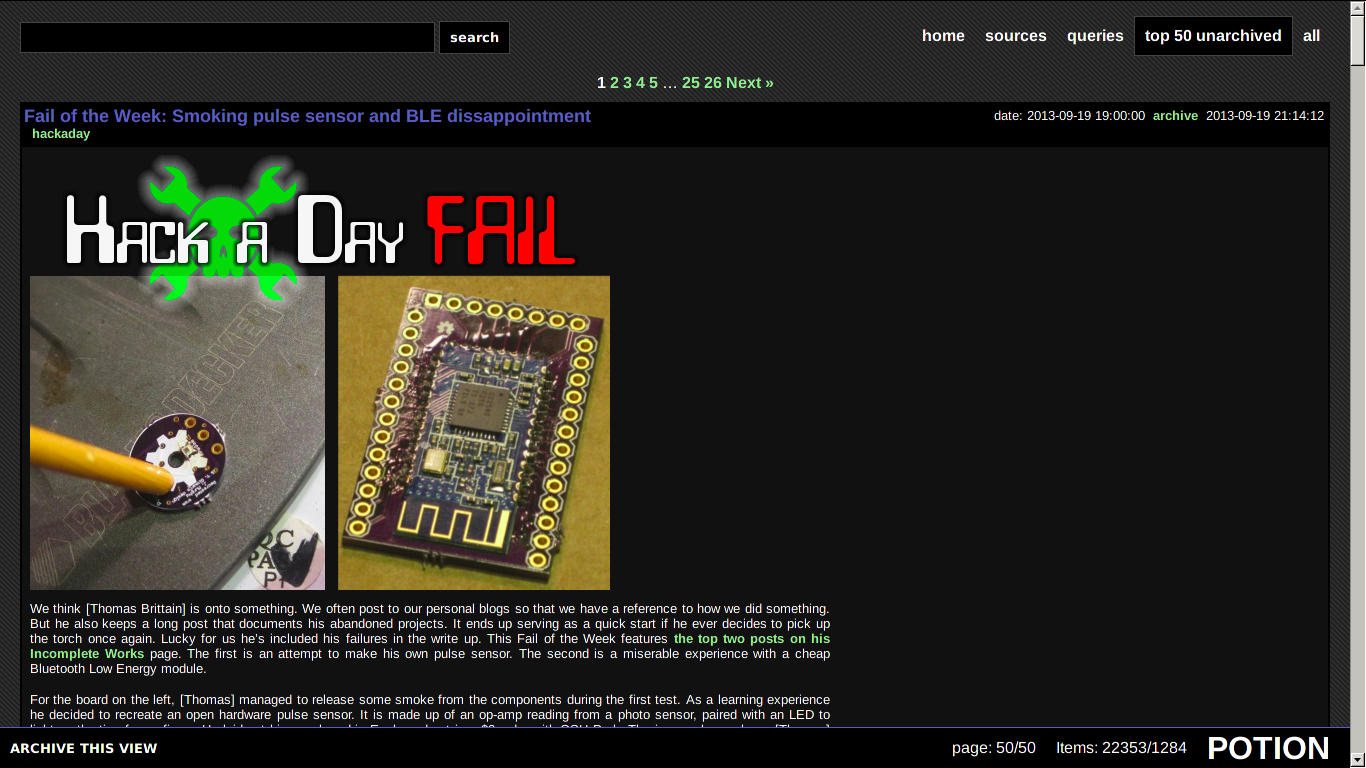 search
home sources queries top 50 unarchived all
1 2 3 4 5 … 25 26 Next »
Fail of the Week: Smoking pulse sensor and BLE dissappointment
date: 2013-09-19 19:00:00 archive 2013-09-19 21:14:12
hackaday
HACK A DAY FAIL
We think [Thomas Brittain] is onto something. We often post to our personal blogs so that we have a reference to how we did something.
But he also keeps a long post that documents his abandoned projects. It ends up serving as a quick start if he ever decides to pick up
the torch once again. Lucky for us he's included his failures in the write up. This Fail of the Week features the top two posts on his
Incomplete Works page. The first is an attempt to make his own pulse sensor. The second is a miserable experience with a cheap
Bluetooth Low Energy module.
For the board on the left, [Thomas] managed to release some smoke from the components during the first test. As a learning experience
he decided to recreate an open hardware pulse sensor. It is made up of an op-amp reading from a photo sensor, paired with an LED to
ARCHIVE THIS VIEW
page: 50/50 Items: 22353/1284 POTION